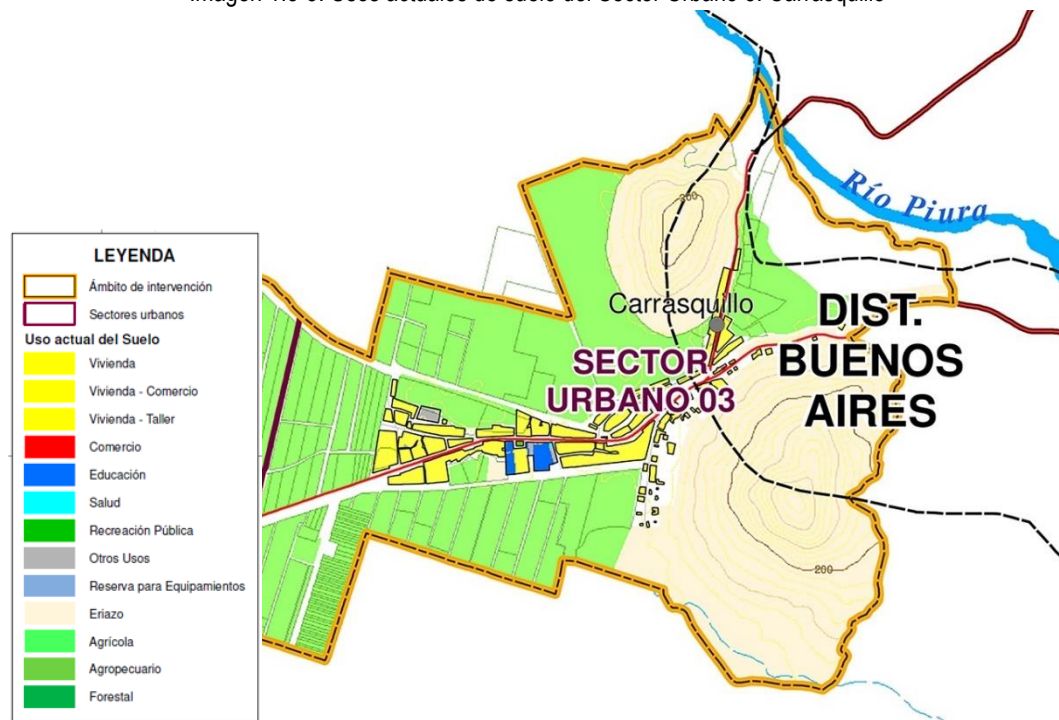 LEYENDA
Ámbito de intervención
Sectores urbanos
Uso actual del Suelo
Vivienda
Vivienda - Comercio
Vivienda - Taller
Comercio
Educación
Salud
Recreación Pública
Otros Usos
Reserva para Equipamientos
Eriazo
Agrícola
Agropecuario
Forestal
Río Piura
200
Carrasquillo
SECTOR
URBANO 03
DIST.
BUENOS
AIRES
200